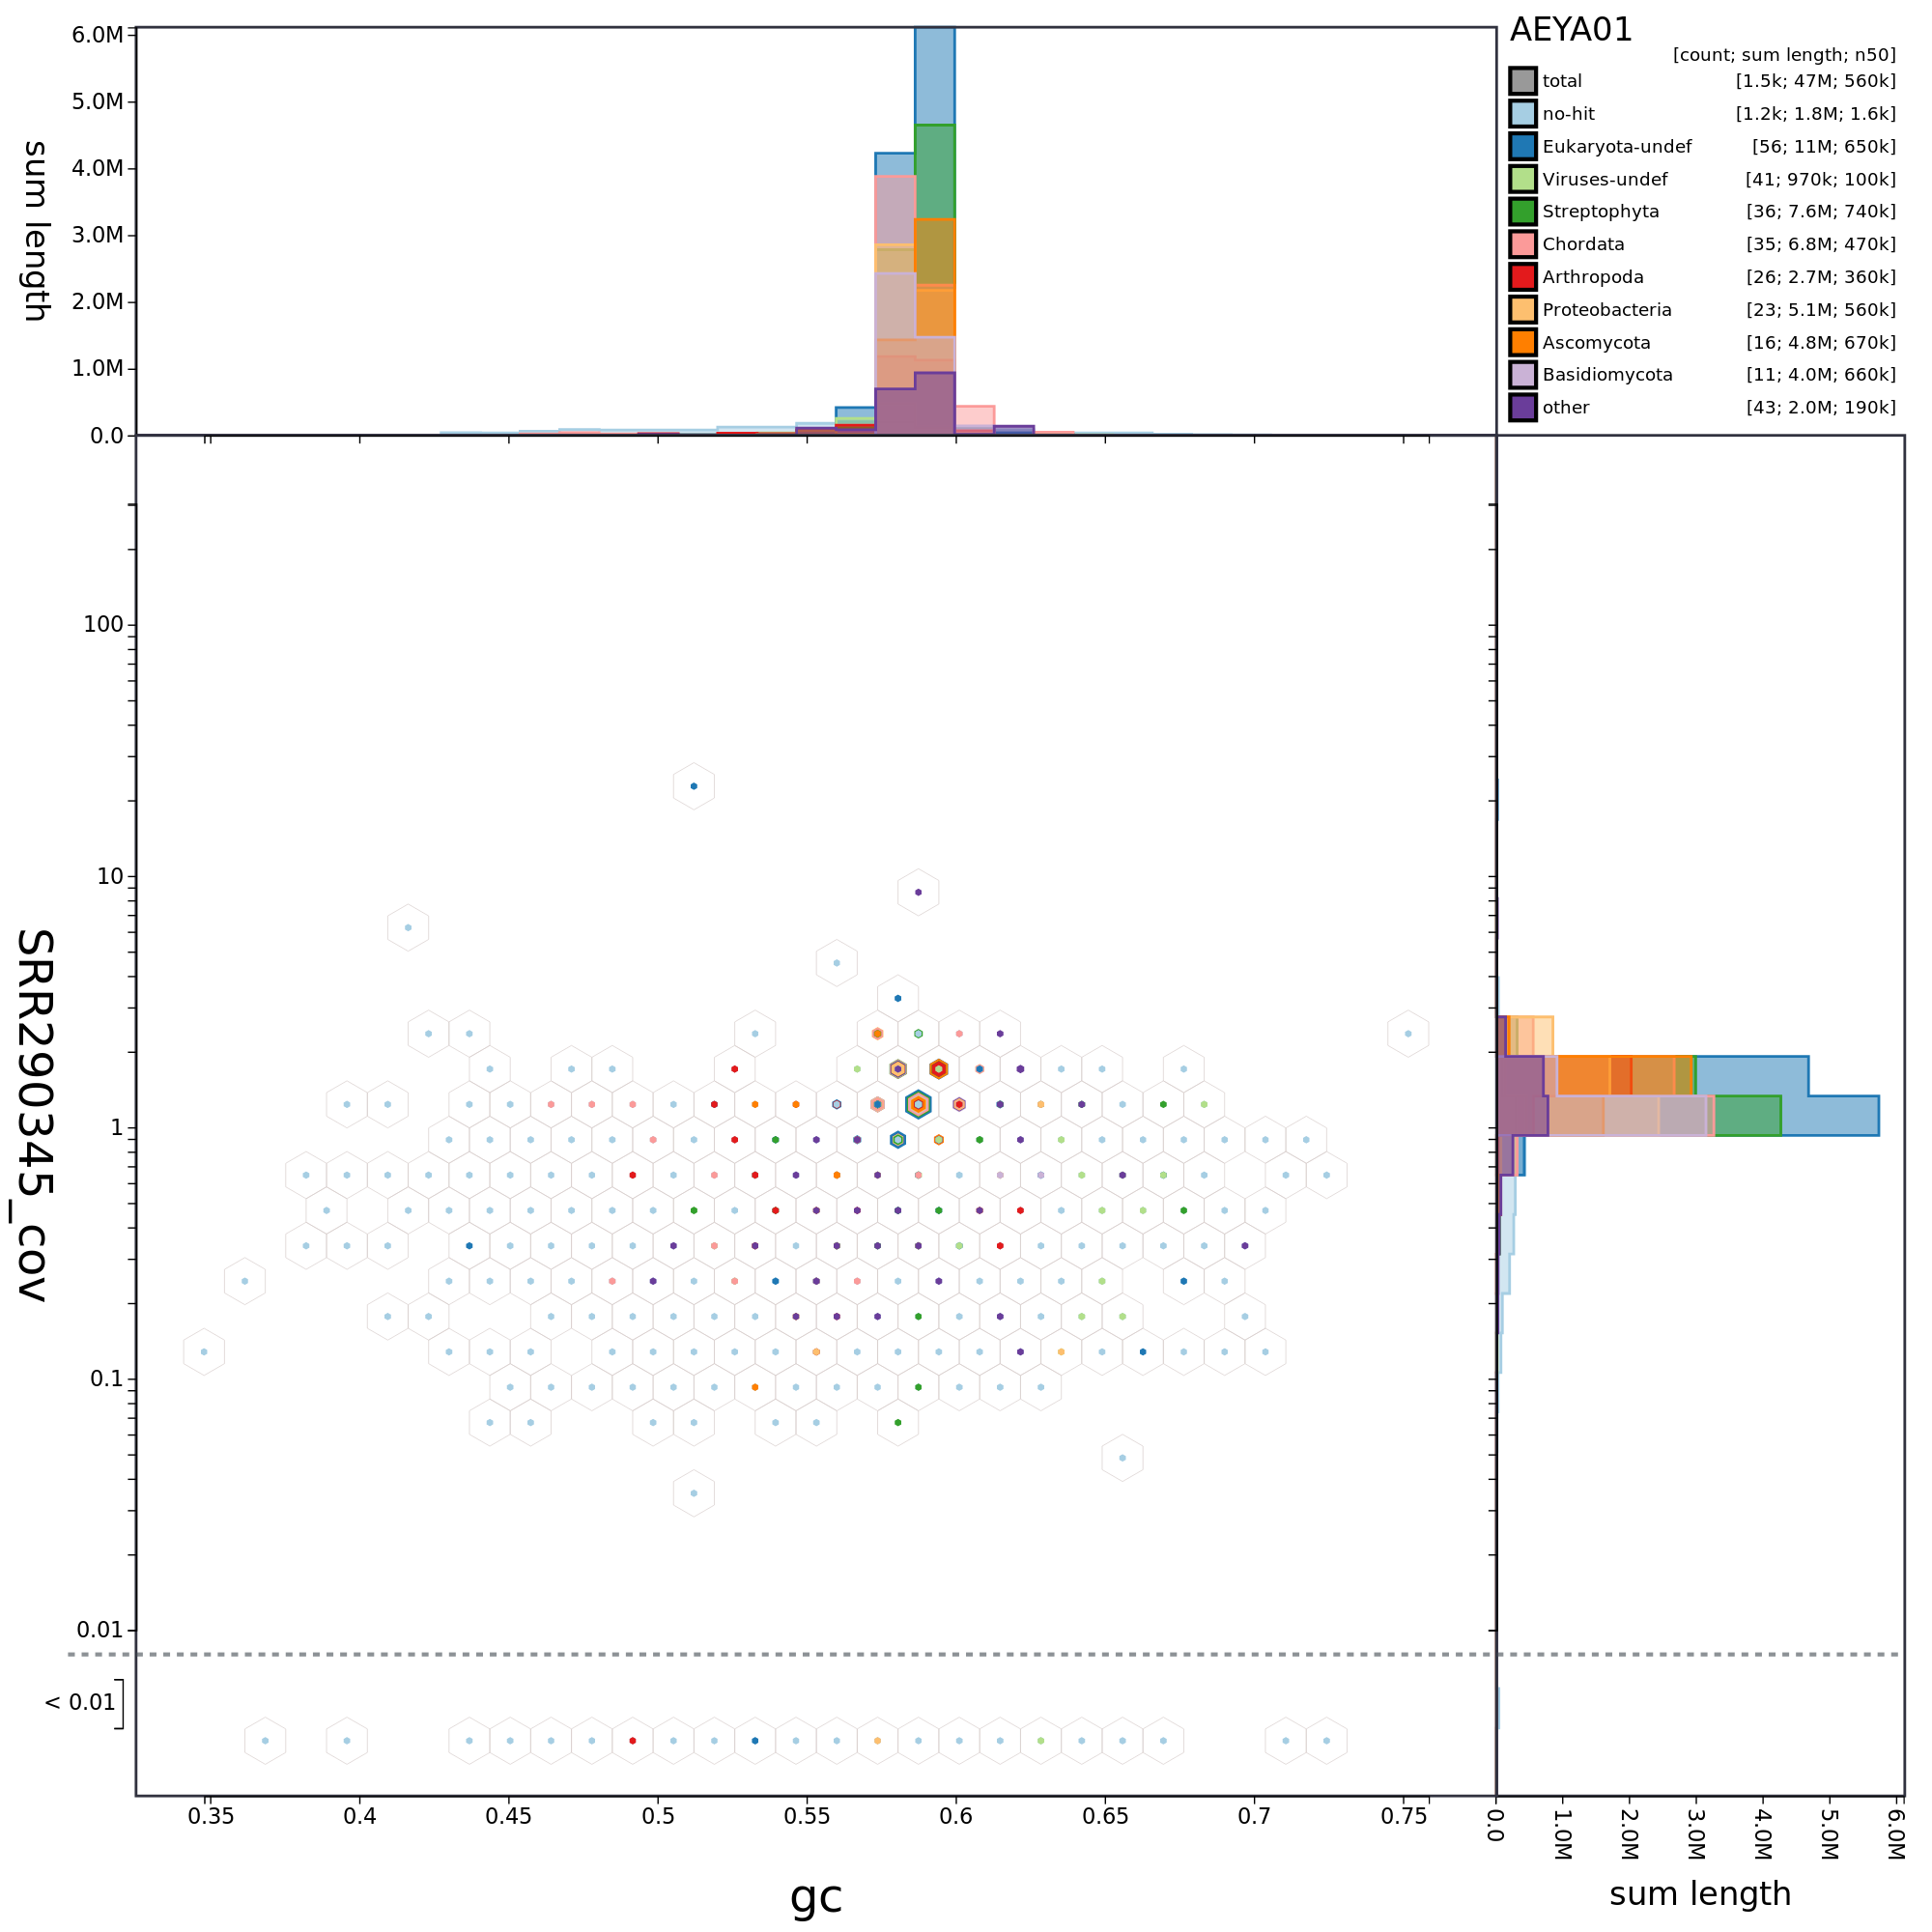 AEYA01
[count; sum length; n50]
total [1.5k; 47M; 560k]
no-hit [1.2k; 1.8M; 1.6k]
Eukaryota-undef [56; 11M; 650k]
Viruses-undef [41; 970k; 100k]
Streptophyta [36; 7.6M; 740k]
Chordata [35; 6.8M; 470k]
Arthropoda [26; 2.7M; 360k]
Proteobacteria [23; 5.1M; 560k]
Ascomycota [16; 4.8M; 670k]
Basidiomycota [11; 4.0M; 660k]
other [43; 2.0M; 190k]
sum length
6.0M
5.0M
4.0M
3.0M
2.0M
1.0M
0.0
SRR290345_cov
100
10
1
0.1
0.01
< 0.01
0.35 0.4 0.45 0.5 0.55 0.6 0.65 0.7 0.75
gc
0.0 1.0M 2.0M 3.0M 4.0M 5.0M 6.0M
sum length